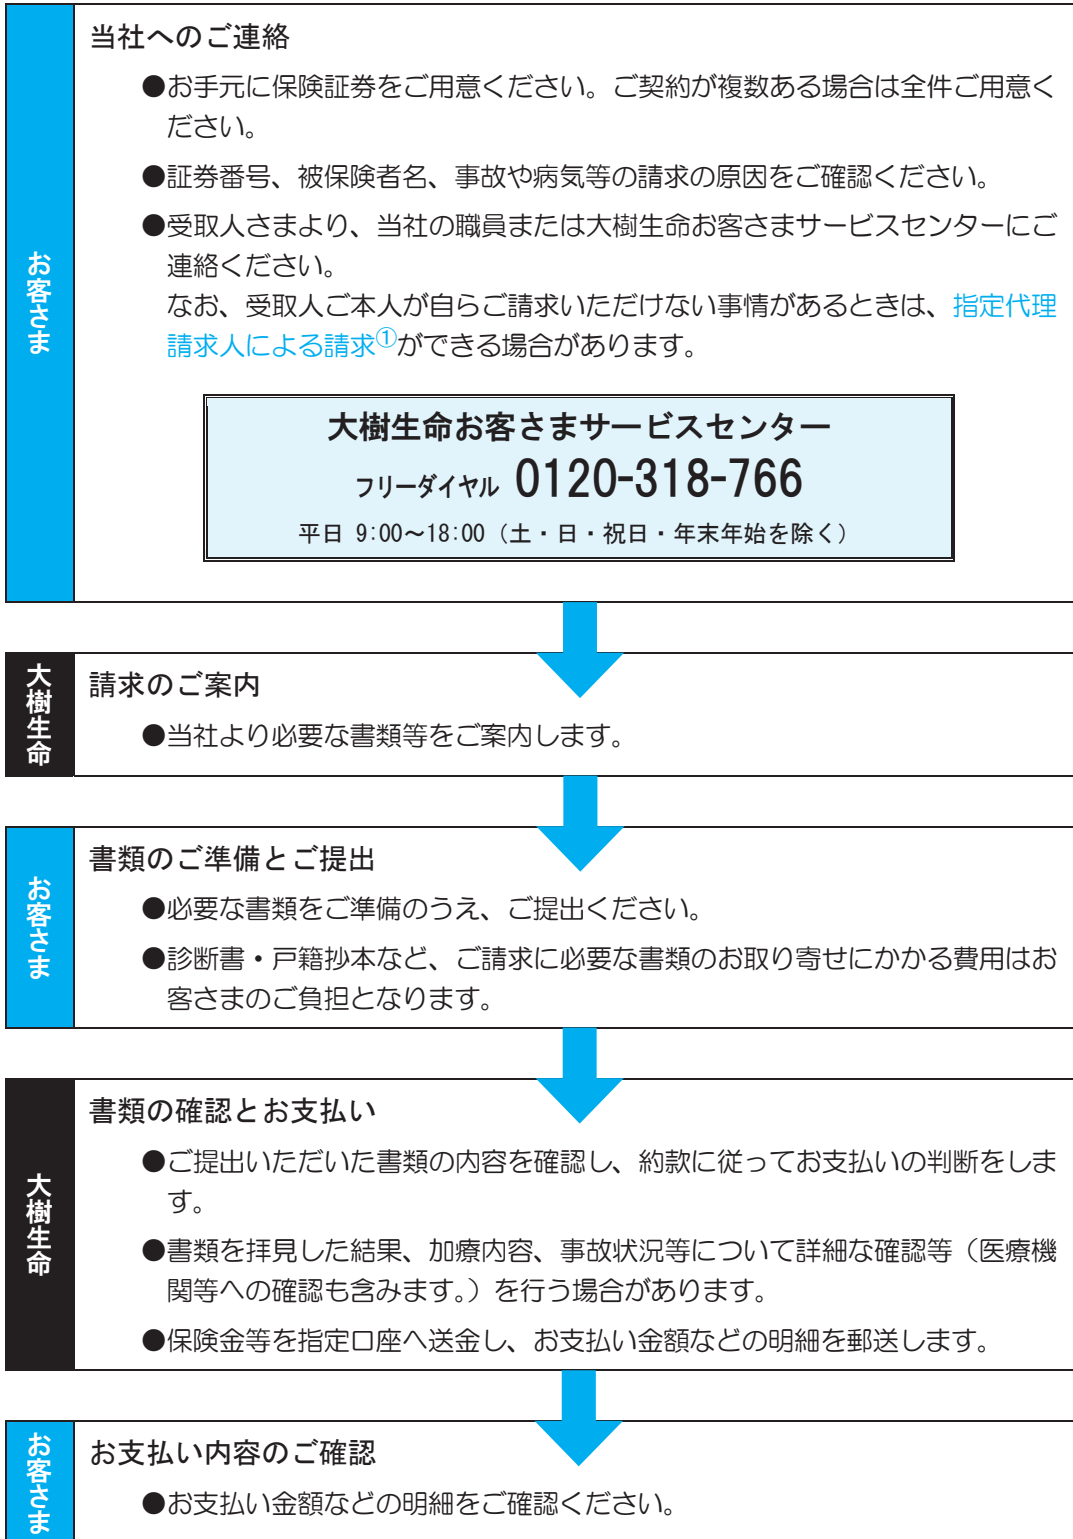 お客さま
当社へのご連絡
●お手元に保険証券をご用意ください。ご契約が複数ある場合は全件ご用意く
ださい。
●証券番号、被保険者名、事故や病気等の請求の原因をご確認ください。
●受取人さまより、当社の職員または大樹生命お客さまサービスセンターにご
連絡ください。
なお、受取人ご本人が自らご請求いただけない事情があるときは、指定代理
請求人による請求①ができる場合があります。
大樹生命お客さまサービスセンター
フリーダイヤル 0120-318-766
平日 9:00～18:00（土・日・祝日・年末年始を除く）
大樹生命
請求のご案内
●当社より必要な書類等をご案内します。
お客さま
書類のご準備とご提出
●必要な書類をご準備のうえ、ご提出ください。
●診断書・戸籍抄本など、ご請求に必要な書類のお取り寄せにかかる費用はお
客さまのご負担となります。
大樹生命
書類の確認とお支払い
●ご提出いただいた書類の内容を確認し、約款に従ってお支払いの判断をしま
す。
●書類を拝見した結果、加療内容、事故状況等について詳細な確認等（医療機
関等への確認も含みます。）を行う場合があります。
●保険金等を指定口座へ送金し、お支払い金額などの明細を郵送します。
お客さま
お支払い内容のご確認
●お支払い金額などの明細をご確認ください。